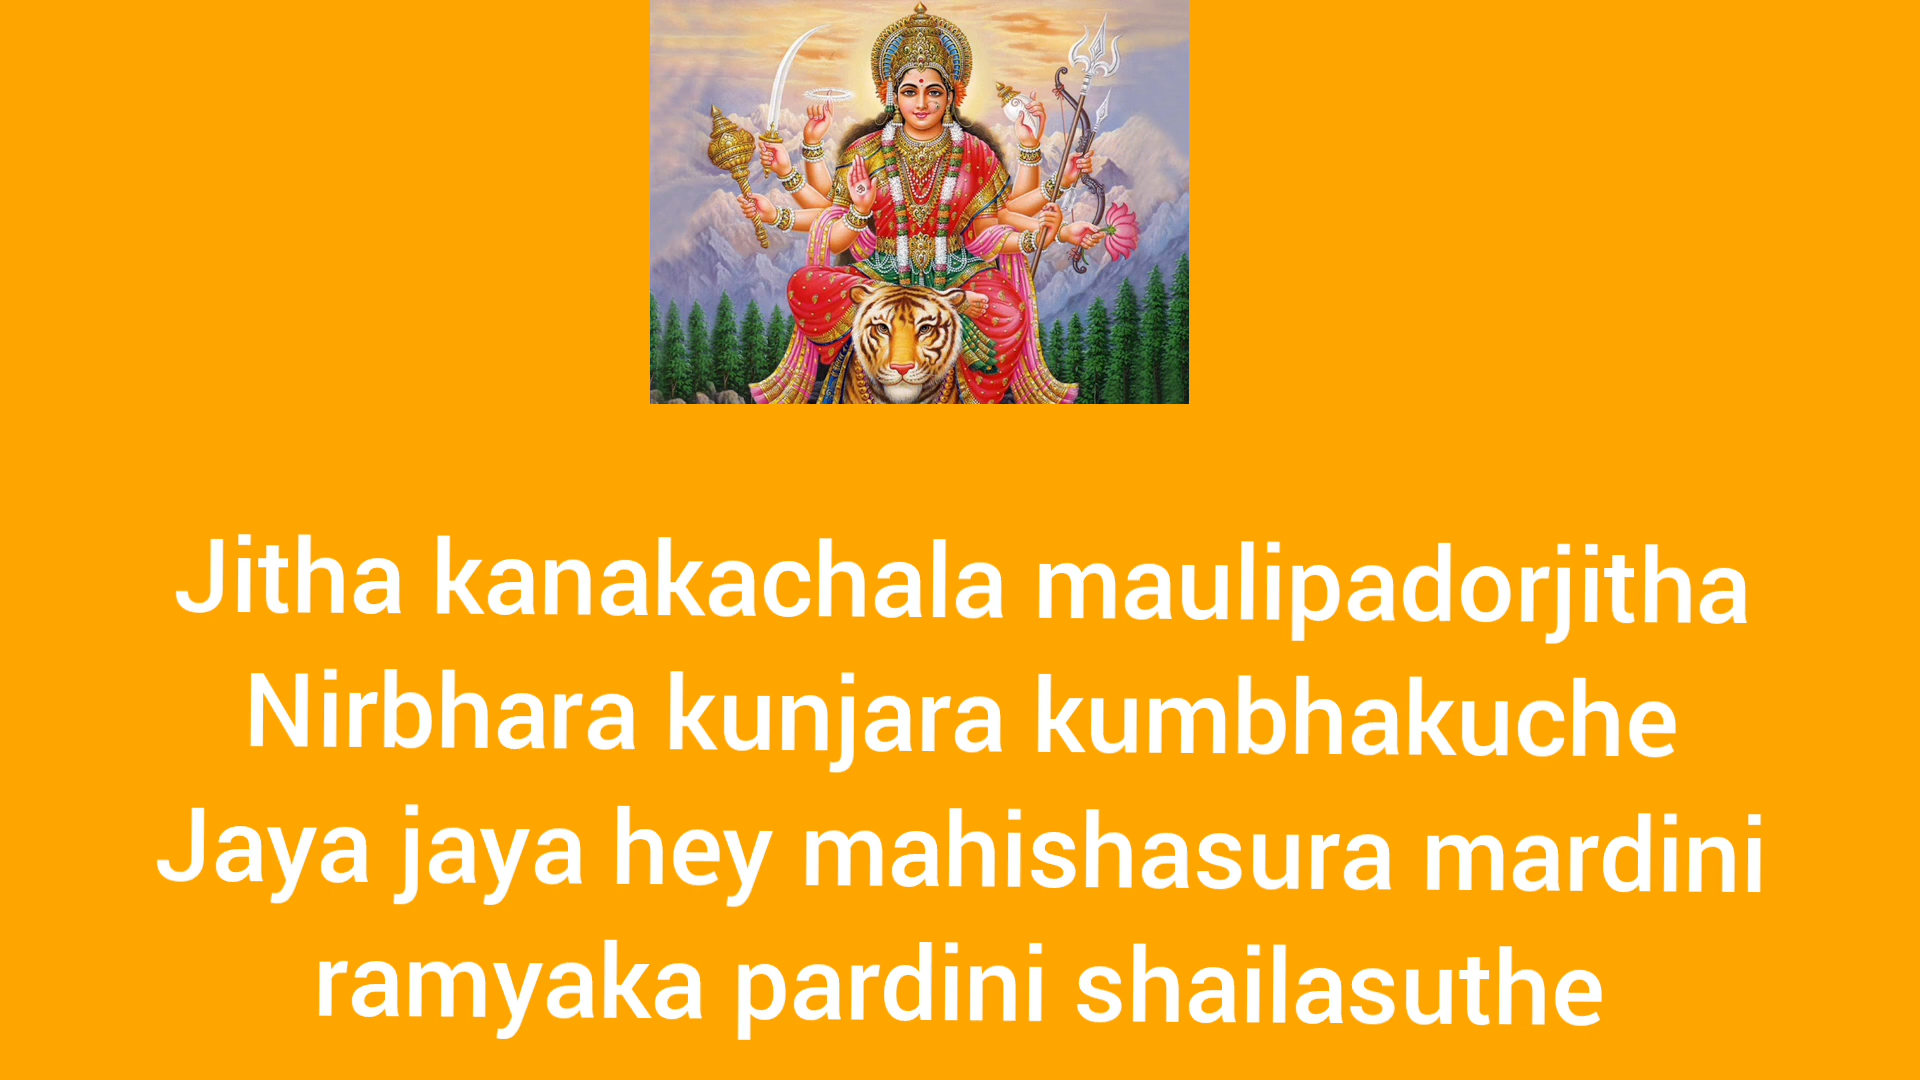 Jitha kanakachala maulipadorjitha
Nirbhara kunjara kumbhakuche
Jaya jaya hey mahishasura mardini
ramyaka pardini shailasuthe